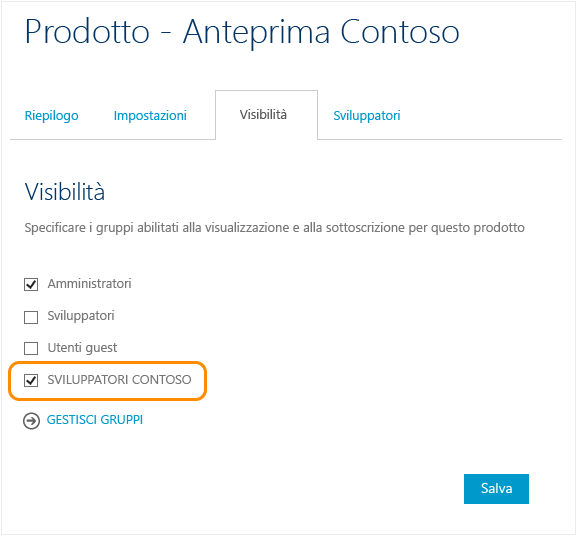 Prodotto - Anteprima Contoso
Riepilogo Impostazioni Visibilità Sviluppatori
Visibilità
Specificare i gruppi abilitati alla visualizzazione e alla sottoscrizione per questo prodotto
Amministratori
Sviluppatori
Utenti guest
SVILUPPATORI CONTOSO
GESTISCI GRUPPI
Salva